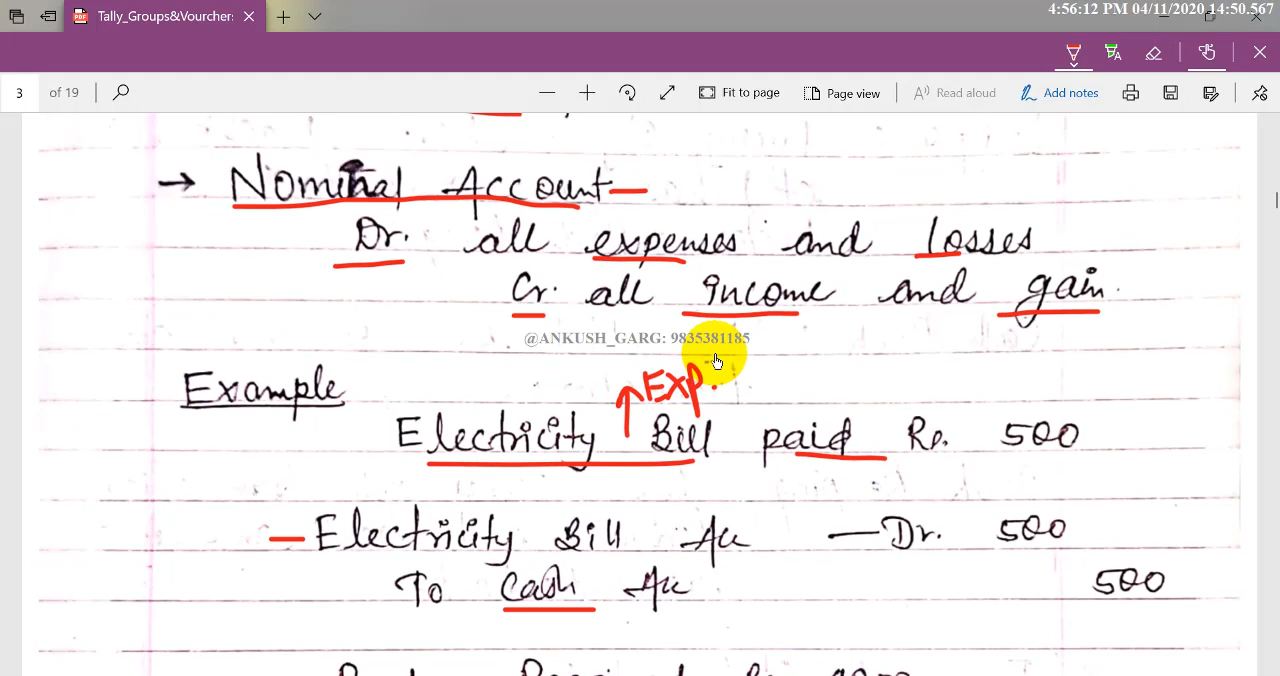 4:56:12 PM 04/11/2020 14:50.567
Tally_Groups&Vourchers
3 of 19 Fit to page Page view Read aloud Add notes
→ Nominal Account —
Dr. all expenses and losses
Cr. all income and gain.
@ANKUSH_GARG: 9835381185
Example
↑ Exp.
Electricity Bill paid Rs. 500
— Electricity Bill A/c — Dr. 500
To Cash A/c 500